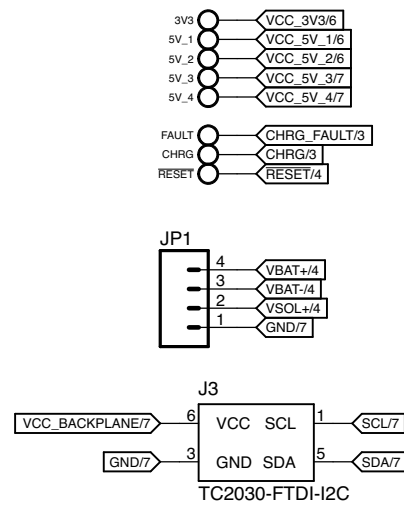 3V3 VCC_3V3/6
5V_1 VCC_5V_1/6
5V_2 VCC_5V_2/6
5V_3 VCC_5V_3/7
5V_4 VCC_5V_4/7
FAULT CHRG_FAULT/3
CHRG CHRG/3
RESET RESET/4
JP1
4 VBAT+/4
3 VBAT-/4
2 VSOL+/4
1 GND/7
J3
VCC_BACKPLANE/7 6 VCC SCL 1 SCL/7
GND/7 3 GND SDA 5 SDA/7
TC2030-FTDI-I2C